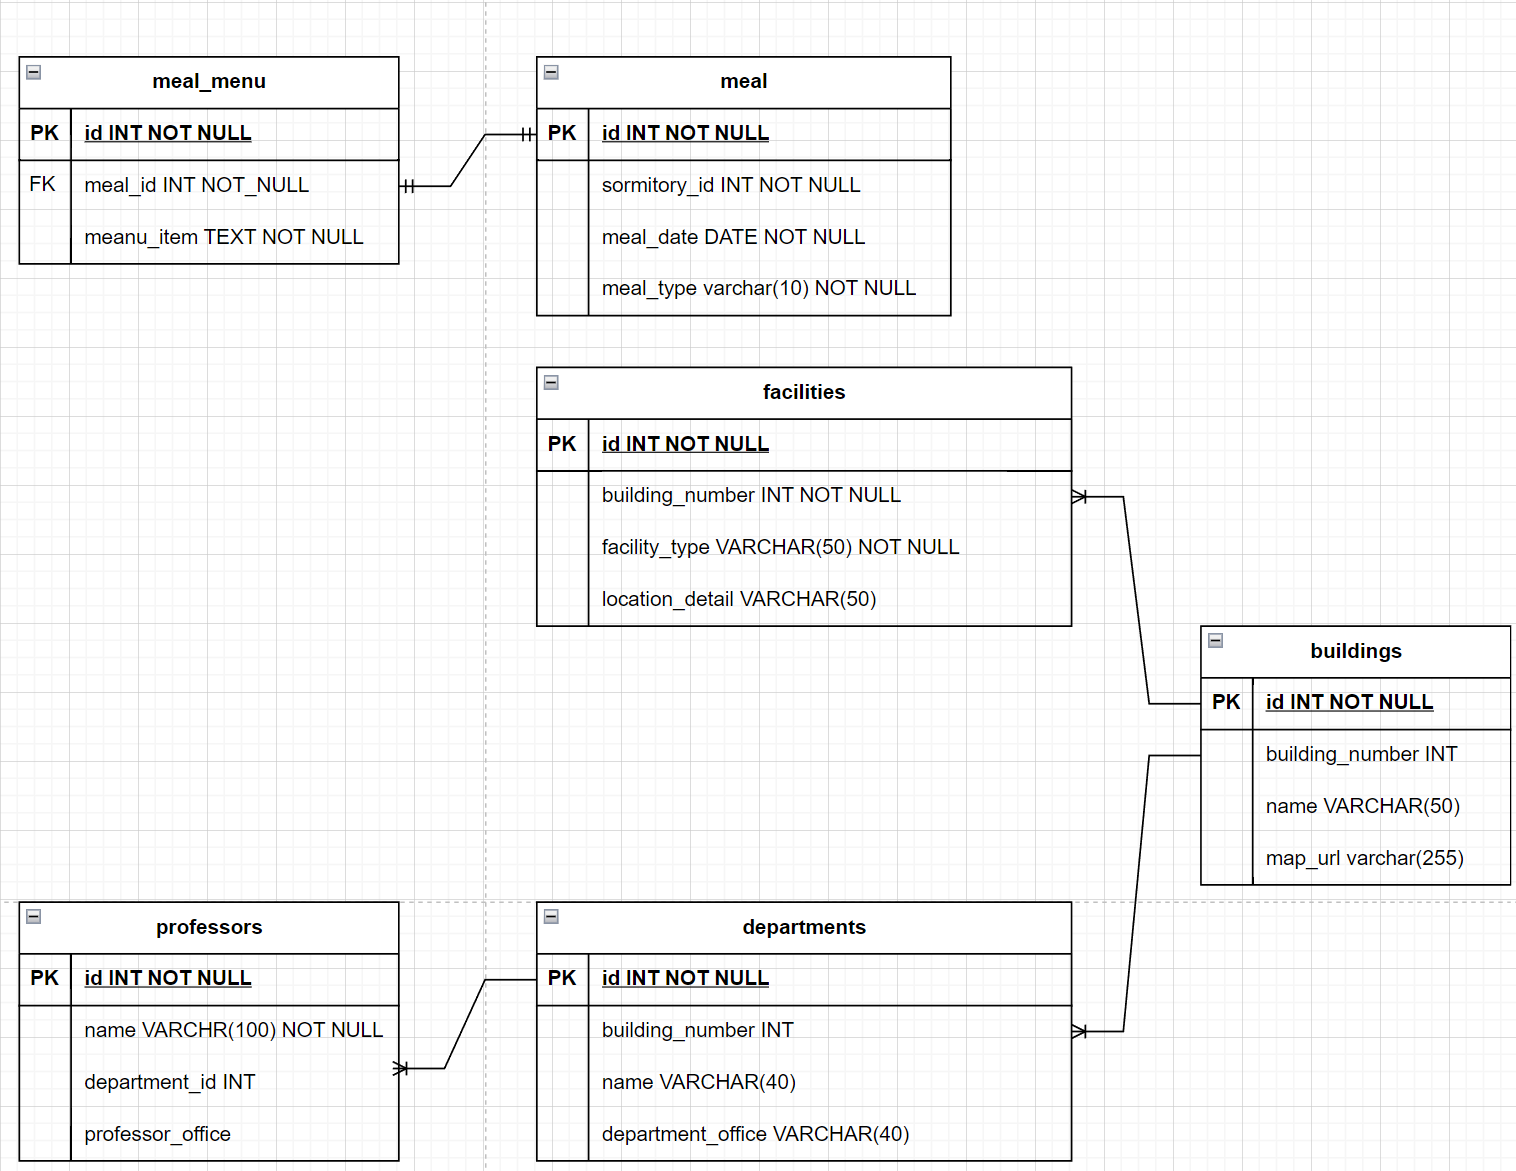 meal_menu
PK id INT NOT NULL
FK meal_id INT NOT_NULL
meanu_item TEXT NOT NULL
meal
PK id INT NOT NULL
sormitory_id INT NOT NULL
meal_date DATE NOT NULL
meal_type varchar(10) NOT NULL
facilities
PK id INT NOT NULL
building_number INT NOT NULL
facility_type VARCHAR(50) NOT NULL
location_detail VARCHAR(50)
buildings
PK id INT NOT NULL
building_number INT
name VARCHAR(50)
map_url varchar(255)
professors
PK id INT NOT NULL
name VARCHR(100) NOT NULL
department_id INT
professor_office
departments
PK id INT NOT NULL
building_number INT
name VARCHAR(40)
department_office VARCHAR(40)